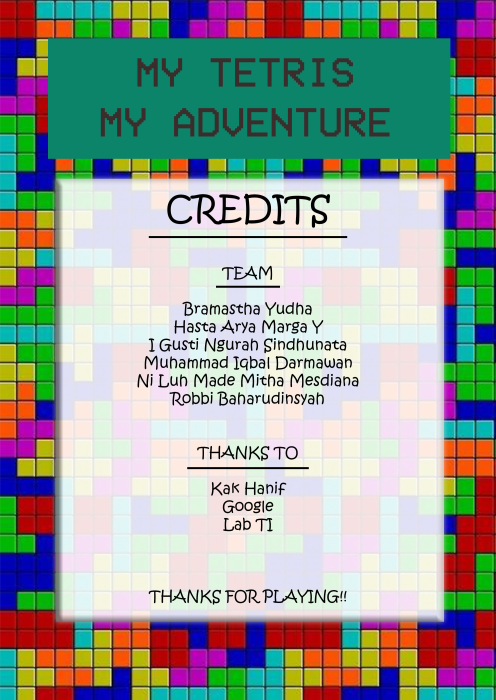 MY TETRIS
MY ADVENTURE
CREDITS
TEAM
Bramastha Yudha
Hasta Arya Marga Y
I Gusti Ngurah Sindhunata
Muhammad Iqbal Darmawan
Ni Luh Made Mitha Mesdiana
Robbi Baharudinsyah
THANKS TO
Kak Hanif
Google
Lab TI
THANKS FOR PLAYING!!